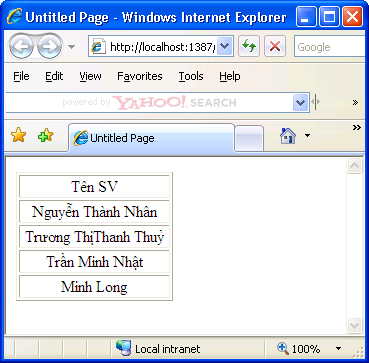 Untitled Page - Windows Internet Explorer
http://localhost:1387/
Google
File Edit View Favorites Tools Help
powered by YAHOO! SEARCH
»
Untitled Page
»
Tên SV
Nguyễn Thành Nhân
Trương ThịThanh Thuỷ
Trần Minh Nhật
Minh Long
Local intranet
100%